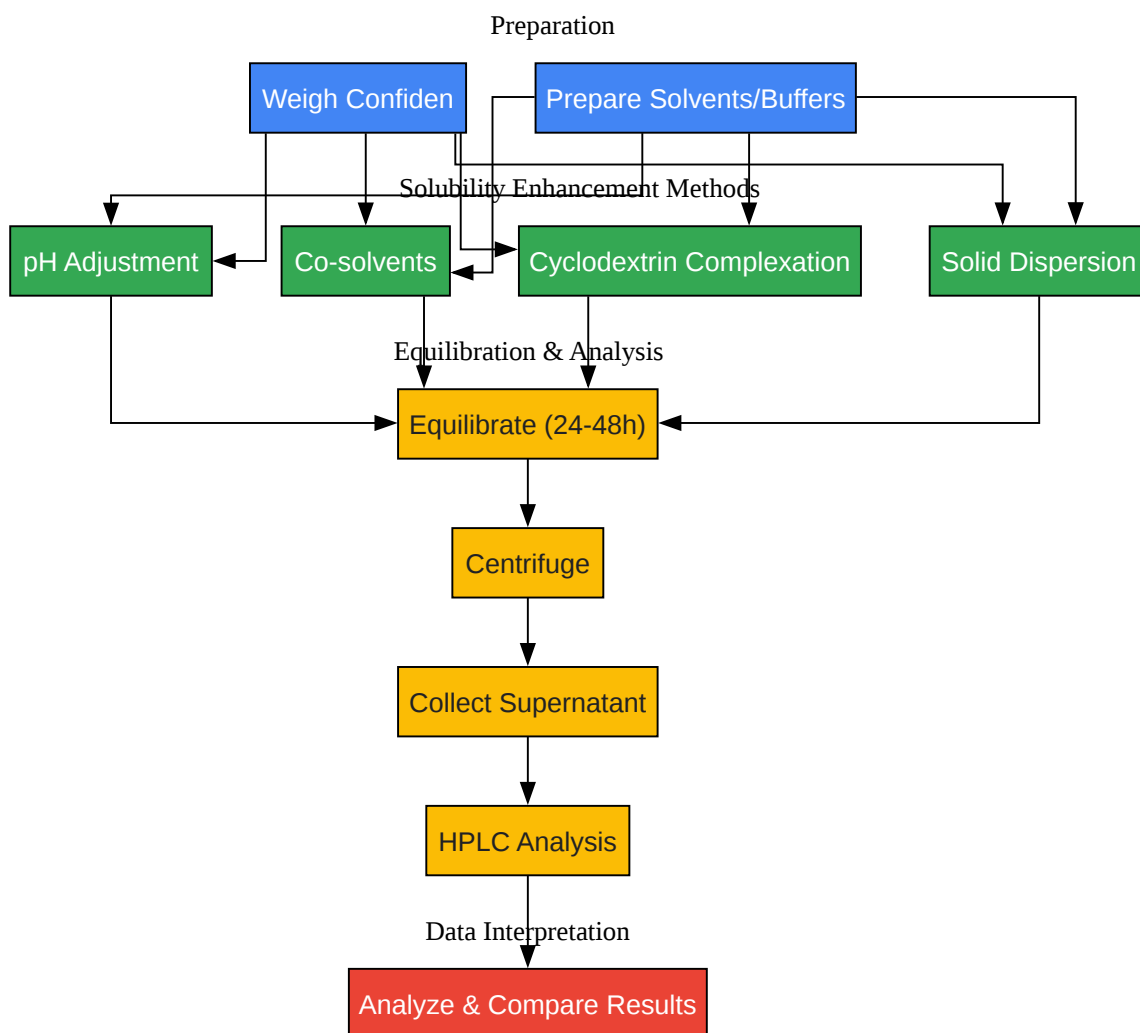 Preparation
Weigh Confiden
Prepare Solvents/Buffers
Solubility Enhancement Methods
pH Adjustment
Co-solvents
Cyclodextrin Complexation
Solid Dispersion
Equilibration & Analysis
Equilibrate (24-48h)
Centrifuge
Collect Supernatant
HPLC Analysis
Data Interpretation
Analyze & Compare Results